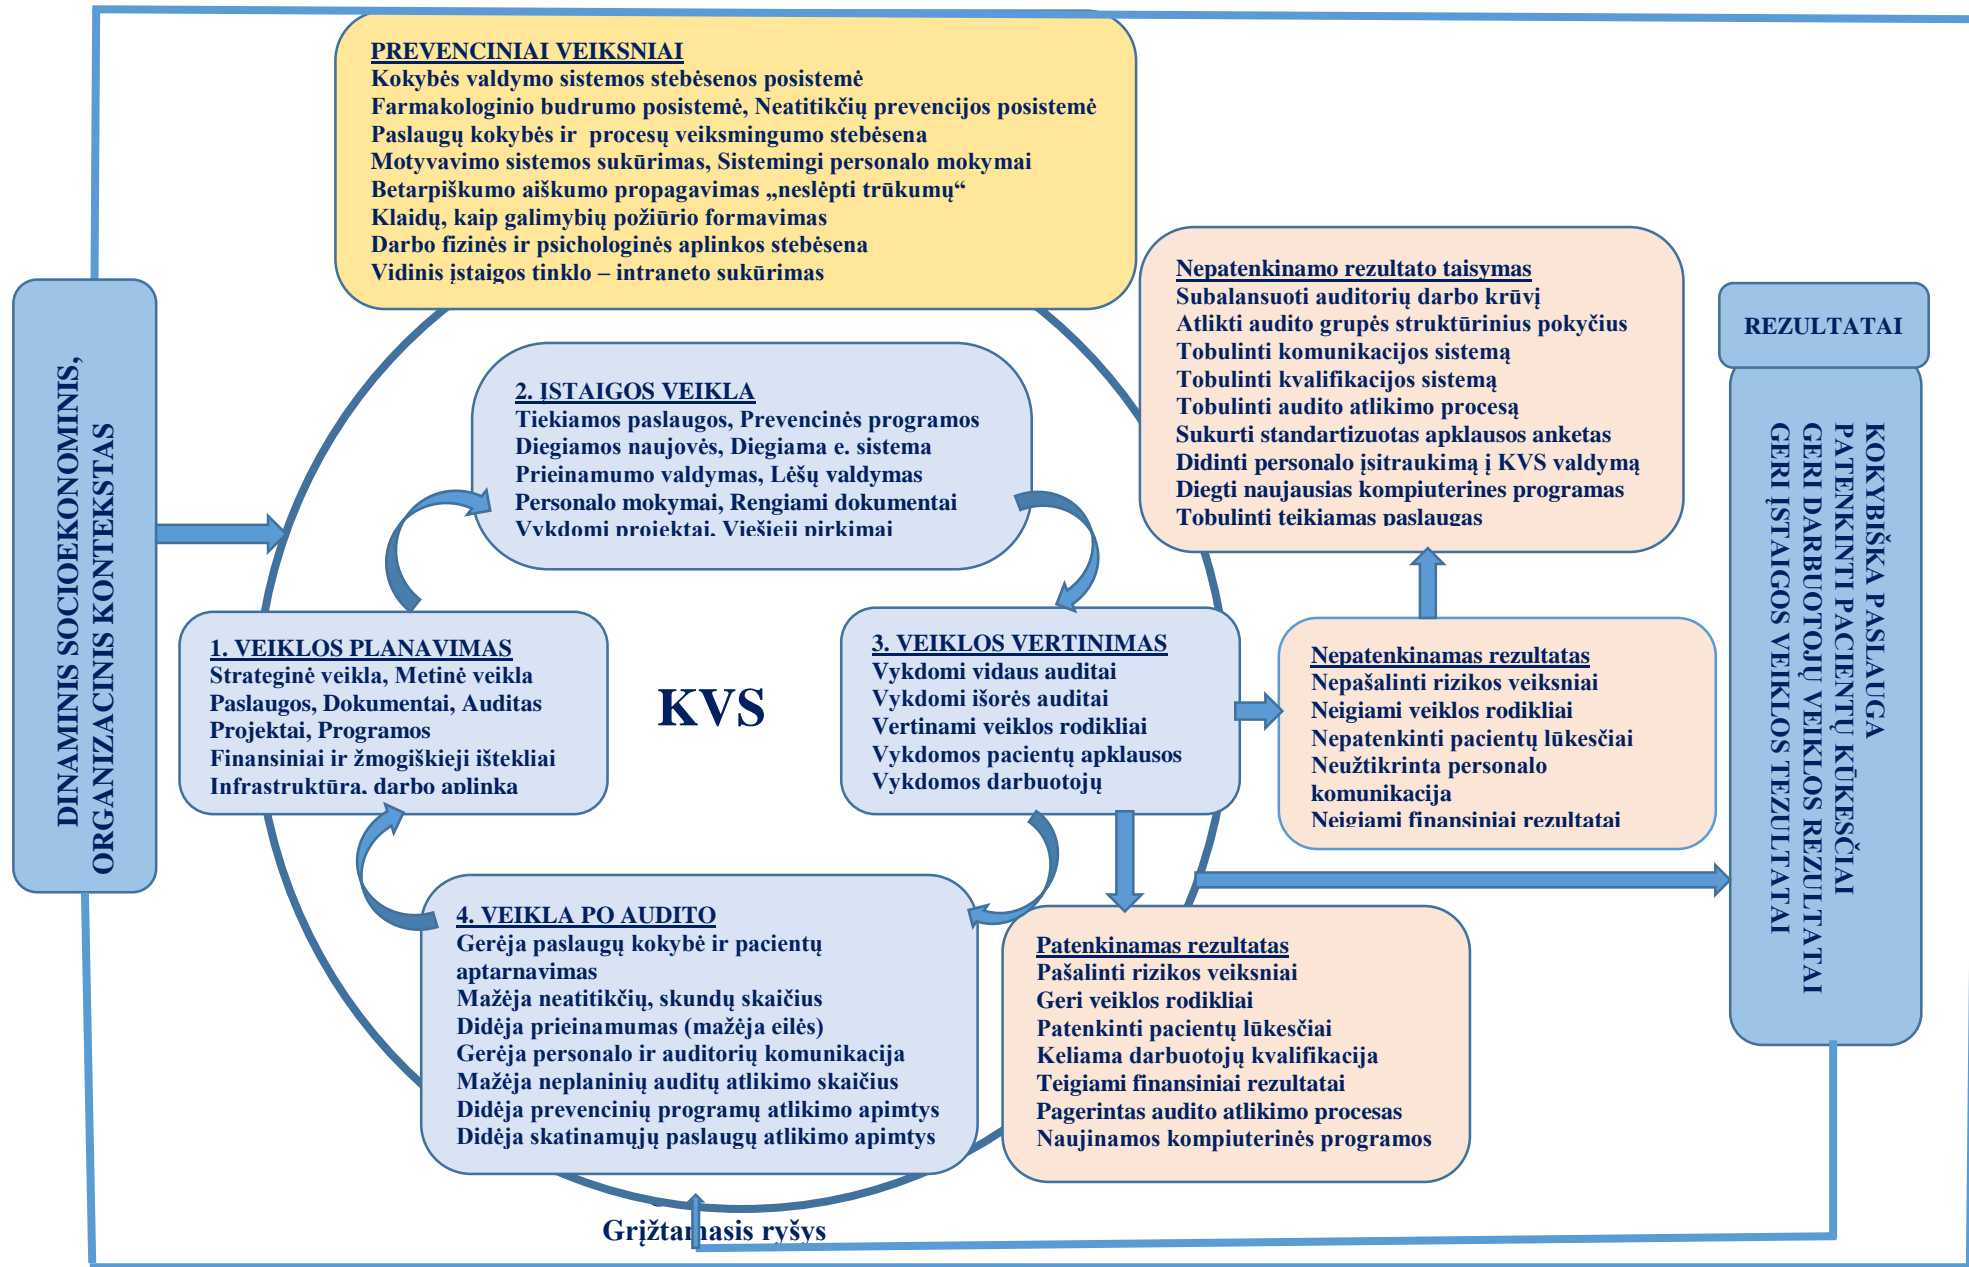 PREVENCINIAI VEIKSNIAI
Kokybės valdymo sistemos stebėsenos posistemė
Farmakologinio budrumo posistemė, Neatitikčių prevencijos posistemė
Paslaugų kokybės ir  procesų veiksmingumo stebėsena
Motyvavimo sistemos sukūrimas, Sistemingi personalo mokymai
Betarpiškumo aiškumo propagavimas „neslėpti trūkumų“
Klaidų, kaip galimybių požiūrio formavimas
Darbo fizinės ir psichologinės aplinkos stebėsena
Vidinis įstaigos tinklo – intraneto sukūrimas
DINAMINIS SOCIOEKONOMINIS,
ORGANIZACINIS KONTEKSTAS
2. ĮSTAIGOS VEIKLA
Tiekiamos paslaugos, Prevencinės programos
Diegiamos naujovės, Diegiama e. sistema
Prieinamumo valdymas, Lėšų valdymas
Personalo mokymai, Rengiami dokumentai
Vykdomi projektai, Viešieji pirkimai
Nepatenkinamo rezultato taisymas
Subalansuoti auditorių darbo krūvį
Atlikti audito grupės struktūrinius pokyčius
Tobulinti komunikacijos sistemą
Tobulinti kvalifikacijos sistemą
Tobulinti audito atlikimo procesą
Sukurti standartizuotas apklausos anketas
Didinti personalo įsitraukimą į KVS valdymą
Diegti naujausias kompiuterines programas
Tobulinti teikiamas paslaugas
REZULTATAI
KOKYBIŠKA PASLAUGA
PATENKINTI PACIENTŲ KŪKESČIAI
GERI DARBUOTOJŲ VEIKLOS REZULTATAI
GERI ĮSTAIGOS VEIKLOS TEZULTATAI
1. VEIKLOS PLANAVIMAS
Strateginė veikla, Metinė veikla
Paslaugos, Dokumentai, Auditas
Projektai, Programos
Finansiniai ir žmogiškieji ištekliai
Infrastruktūra, darbo aplinka
KVS
3. VEIKLOS VERTINIMAS
Vykdomi vidaus auditai
Vykdomi išorės auditai
Vertinami veiklos rodikliai
Vykdomos pacientų apklausos
Vykdomos darbuotojų
Nepatenkinamas rezultatas
Nepašalinti rizikos veiksniai
Neigiami veiklos rodikliai
Nepatenkinti pacientų lūkesčiai
Neužtikrinta personalo
komunikacija
Neigiami finansiniai rezultatai
4. VEIKLA PO AUDITO
Gerėja paslaugų kokybė ir pacientų
aptarnavimas
Mažėja neatitikčių, skundų skaičius
Didėja prieinamumas (mažėja eilės)
Gerėja personalo ir auditorių komunikacija
Mažėja neplaninių auditų atlikimo skaičius
Didėja prevencinių programų atlikimo apimtys
Didėja skatinamųjų paslaugų atlikimo apimtys
Patenkinamas rezultatas
Pašalinti rizikos veiksniai
Geri veiklos rodikliai
Patenkinti pacientų lūkesčiai
Keliama darbuotojų kvalifikacija
Teigiami finansiniai rezultatai
Pagerintas audito atlikimo procesas
Naujinamos kompiuterinės programos
Grįžtamasis ryšys